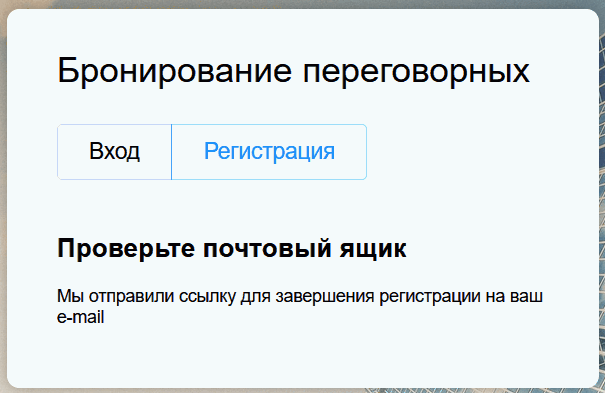 Бронирование переговорных
Вход
Регистрация
Проверьте почтовый ящик
Мы отправили ссылку для завершения регистрации на ваш
e-mail